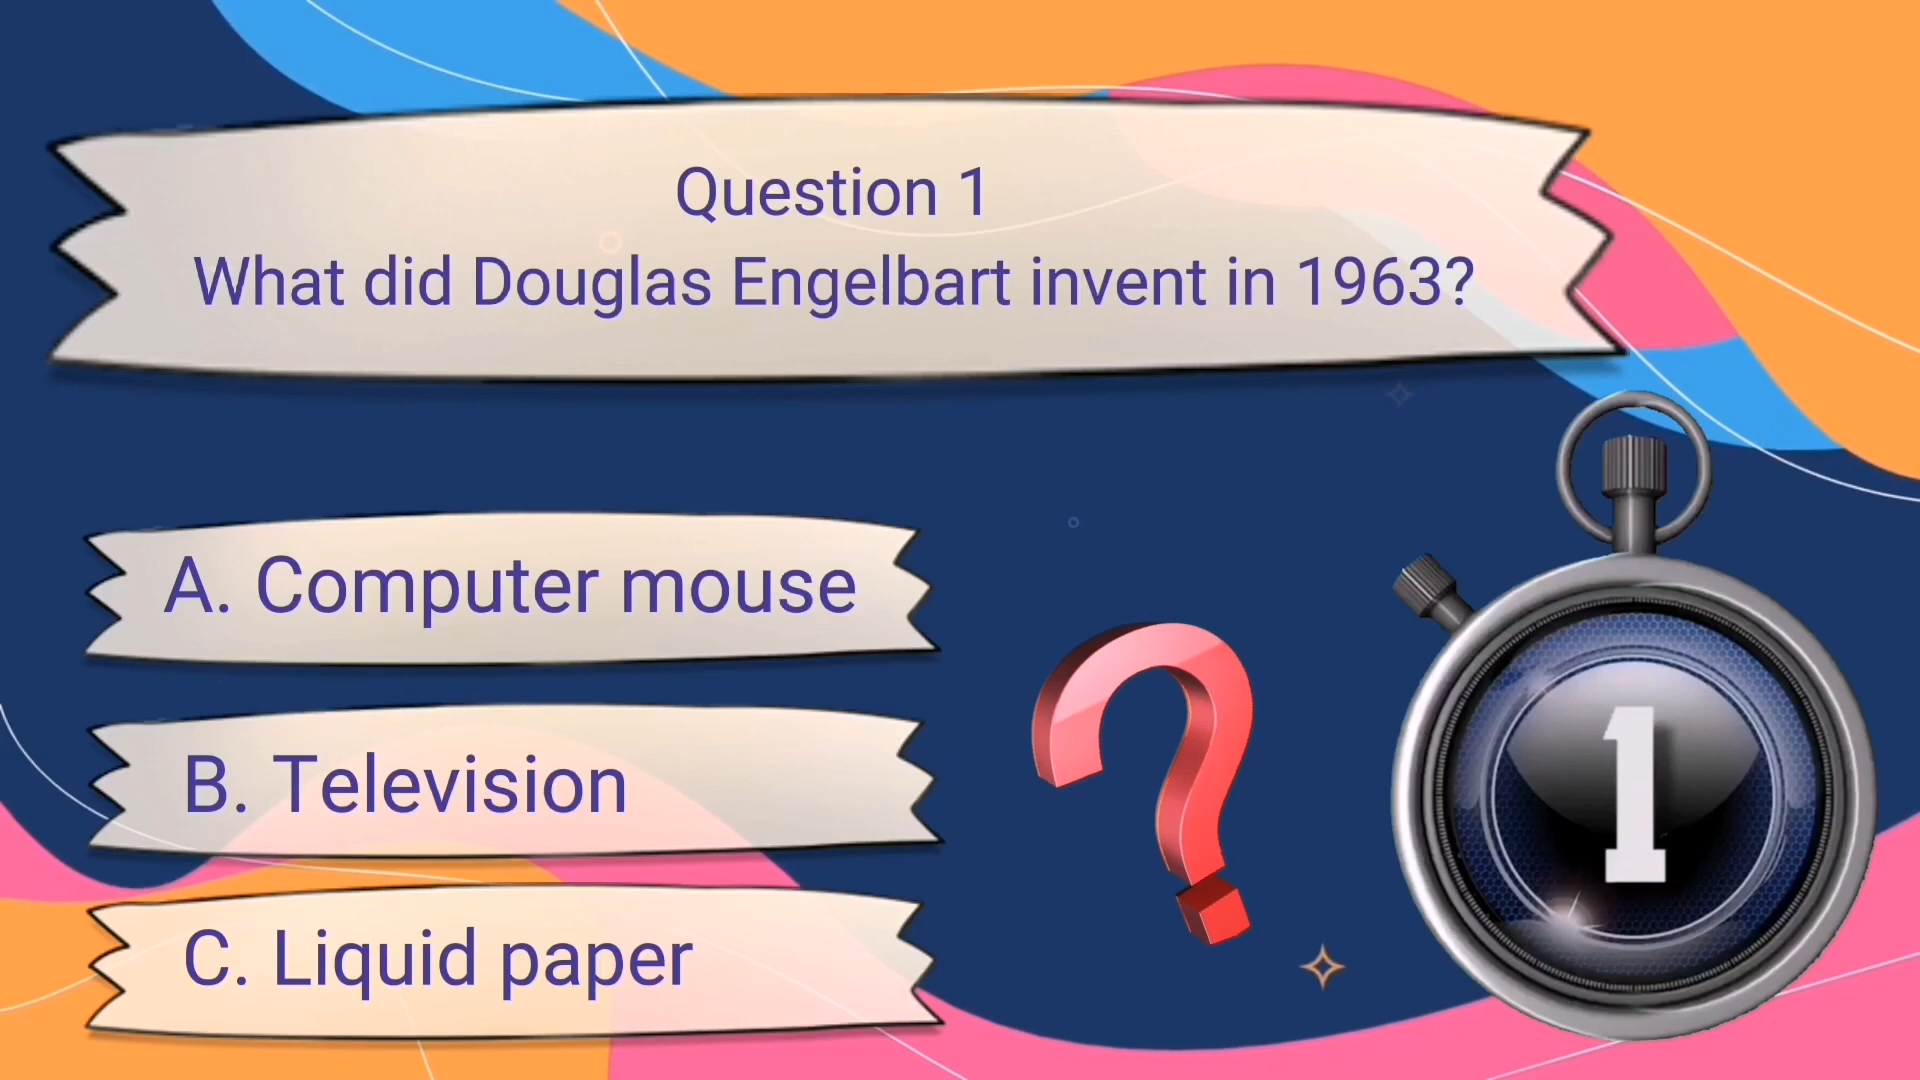 Question 1
What did Douglas Engelbart invent in 1963?
A. Computer mouse
B. Television
C. Liquid paper
1